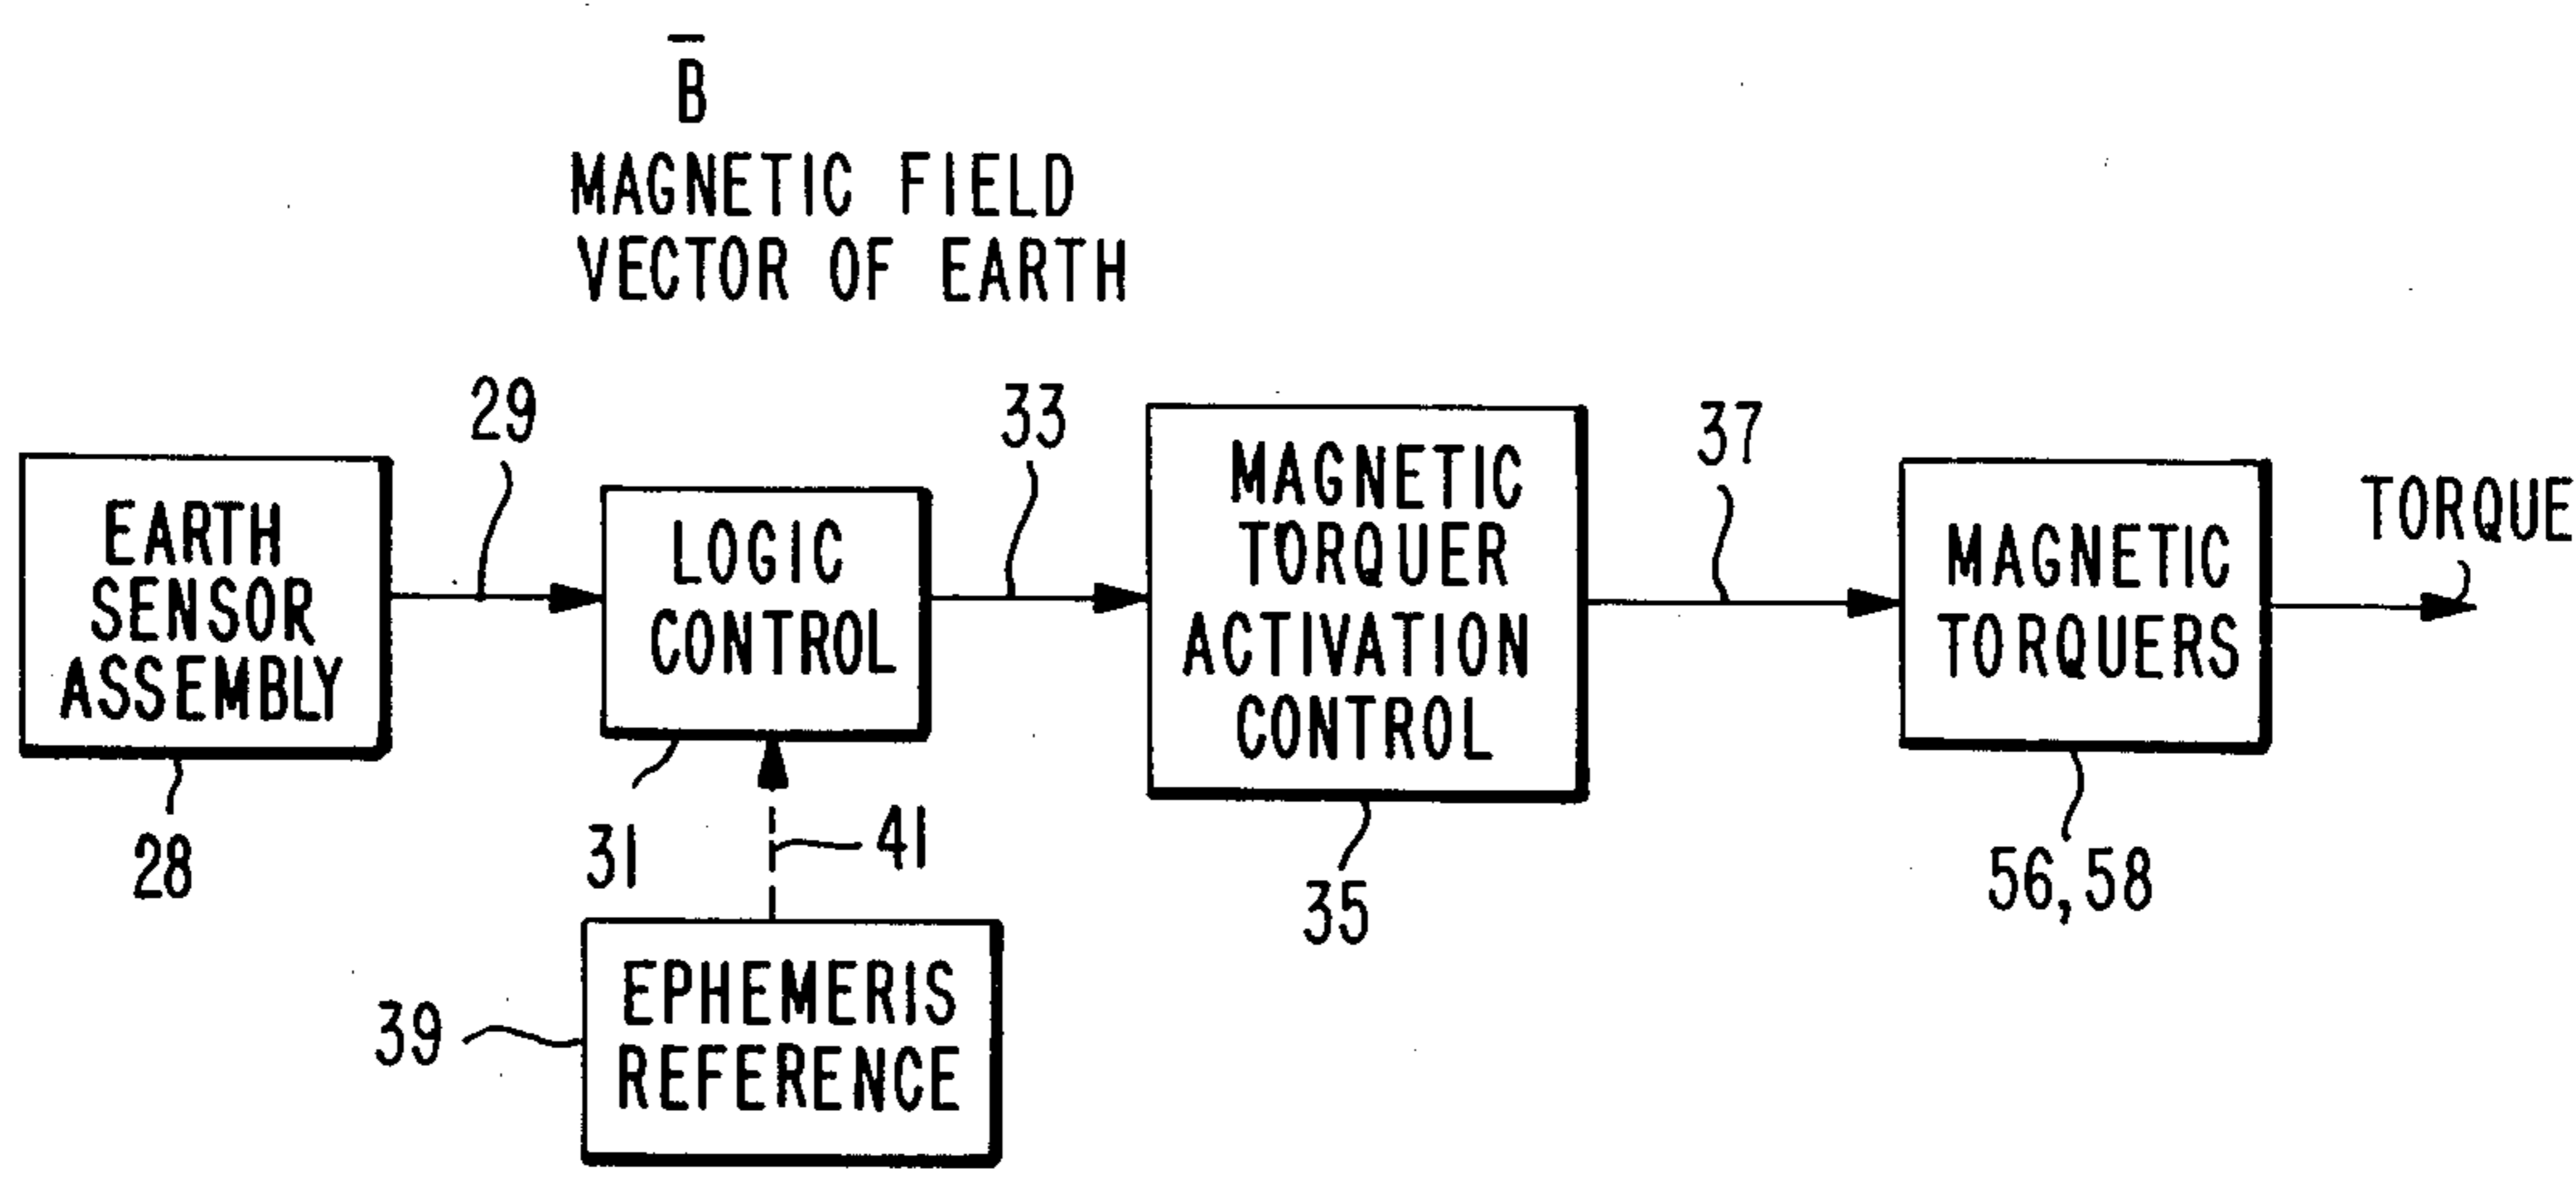 B̅
MAGNETIC FIELD
VECTOR OF EARTH
29
33
37
EARTH
SENSOR
ASSEMBLY
LOGIC
CONTROL
MAGNETIC
TORQUER
ACTIVATION
CONTROL
MAGNETIC
TORQUERS
TORQUE
28
31
41
35
56,58
39
EPHEMERIS
REFERENCE